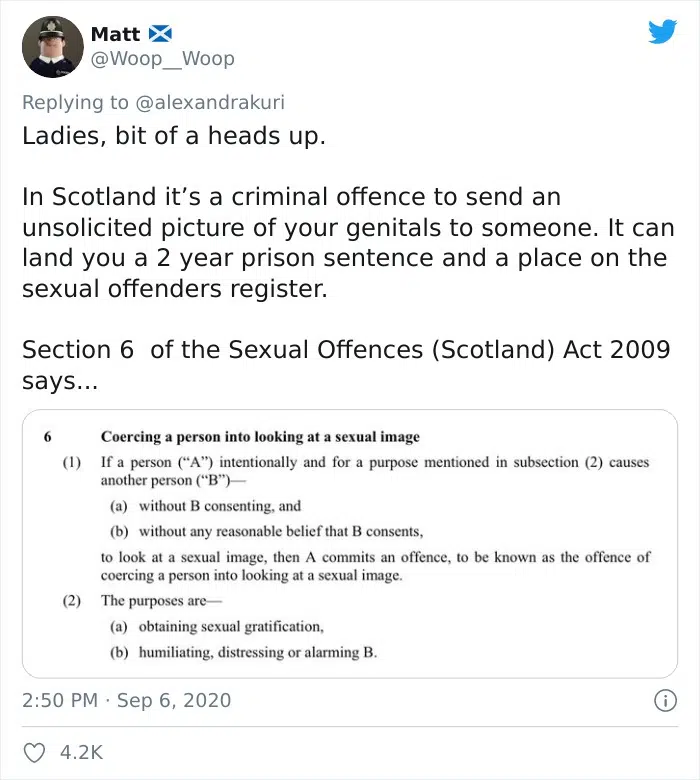 Matt
@Woop__Woop
Replying to @alexandrakuri
Ladies, bit of a heads up.
In Scotland it’s a criminal offence to send an
unsolicited picture of your genitals to someone. It can
land you a 2 year prison sentence and a place on the
sexual offenders register.
Section 6  of the Sexual Offences (Scotland) Act 2009
says...
6 Coercing a person into looking at a sexual image
(1) If a person (“A”) intentionally and for a purpose mentioned in subsection (2) causes
another person (“B”)—
(a) without B consenting, and
(b) without any reasonable belief that B consents,
to look at a sexual image, then A commits an offence, to be known as the offence of
coercing a person into looking at a sexual image.
(2) The purposes are—
(a) obtaining sexual gratification,
(b) humiliating, distressing or alarming B.
2:50 PM · Sep 6, 2020
4.2K